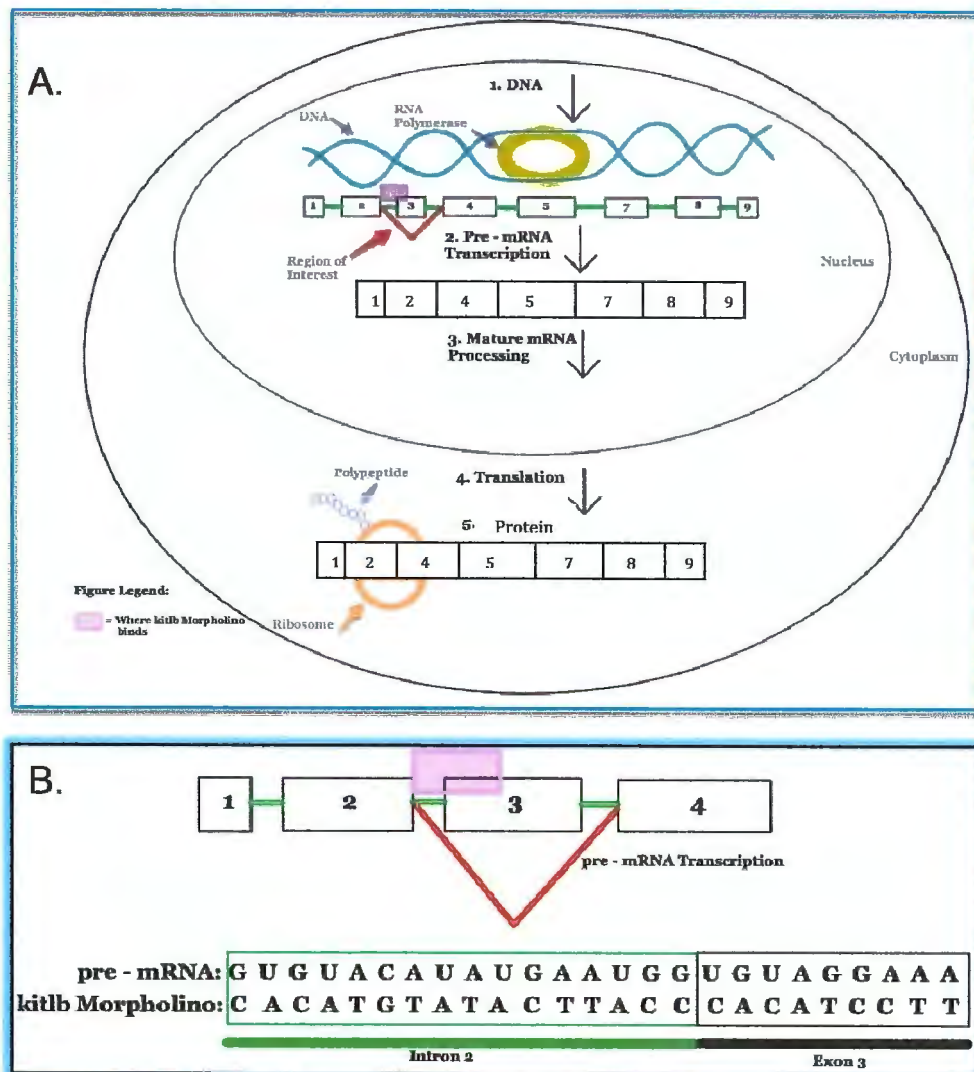 A.
1. DNA
DNA
RNA
Polymerase
1 2 3 4 5 7 8 9
2. Pre - mRNA
Transcription
Region of
Interest
Nucleus
1 2 4 5 7 8 9
3. Mature mRNA
Processing
Cytoplasm
Polypeptide
4. Translation
5. Protein
1 2 4 5 7 8 9
Figure Legend:
= Where kitlb Morpholino
binds
Ribosome
B.
1 2 3 4
pre - mRNA Transcription
pre - mRNA: G U G U A C A U A U G A A U G G U G U A G G A A A
kitlb Morpholino: C A C A T G T A T A C T T A C C C A C A T C C T T
Intron 2 Exon 3